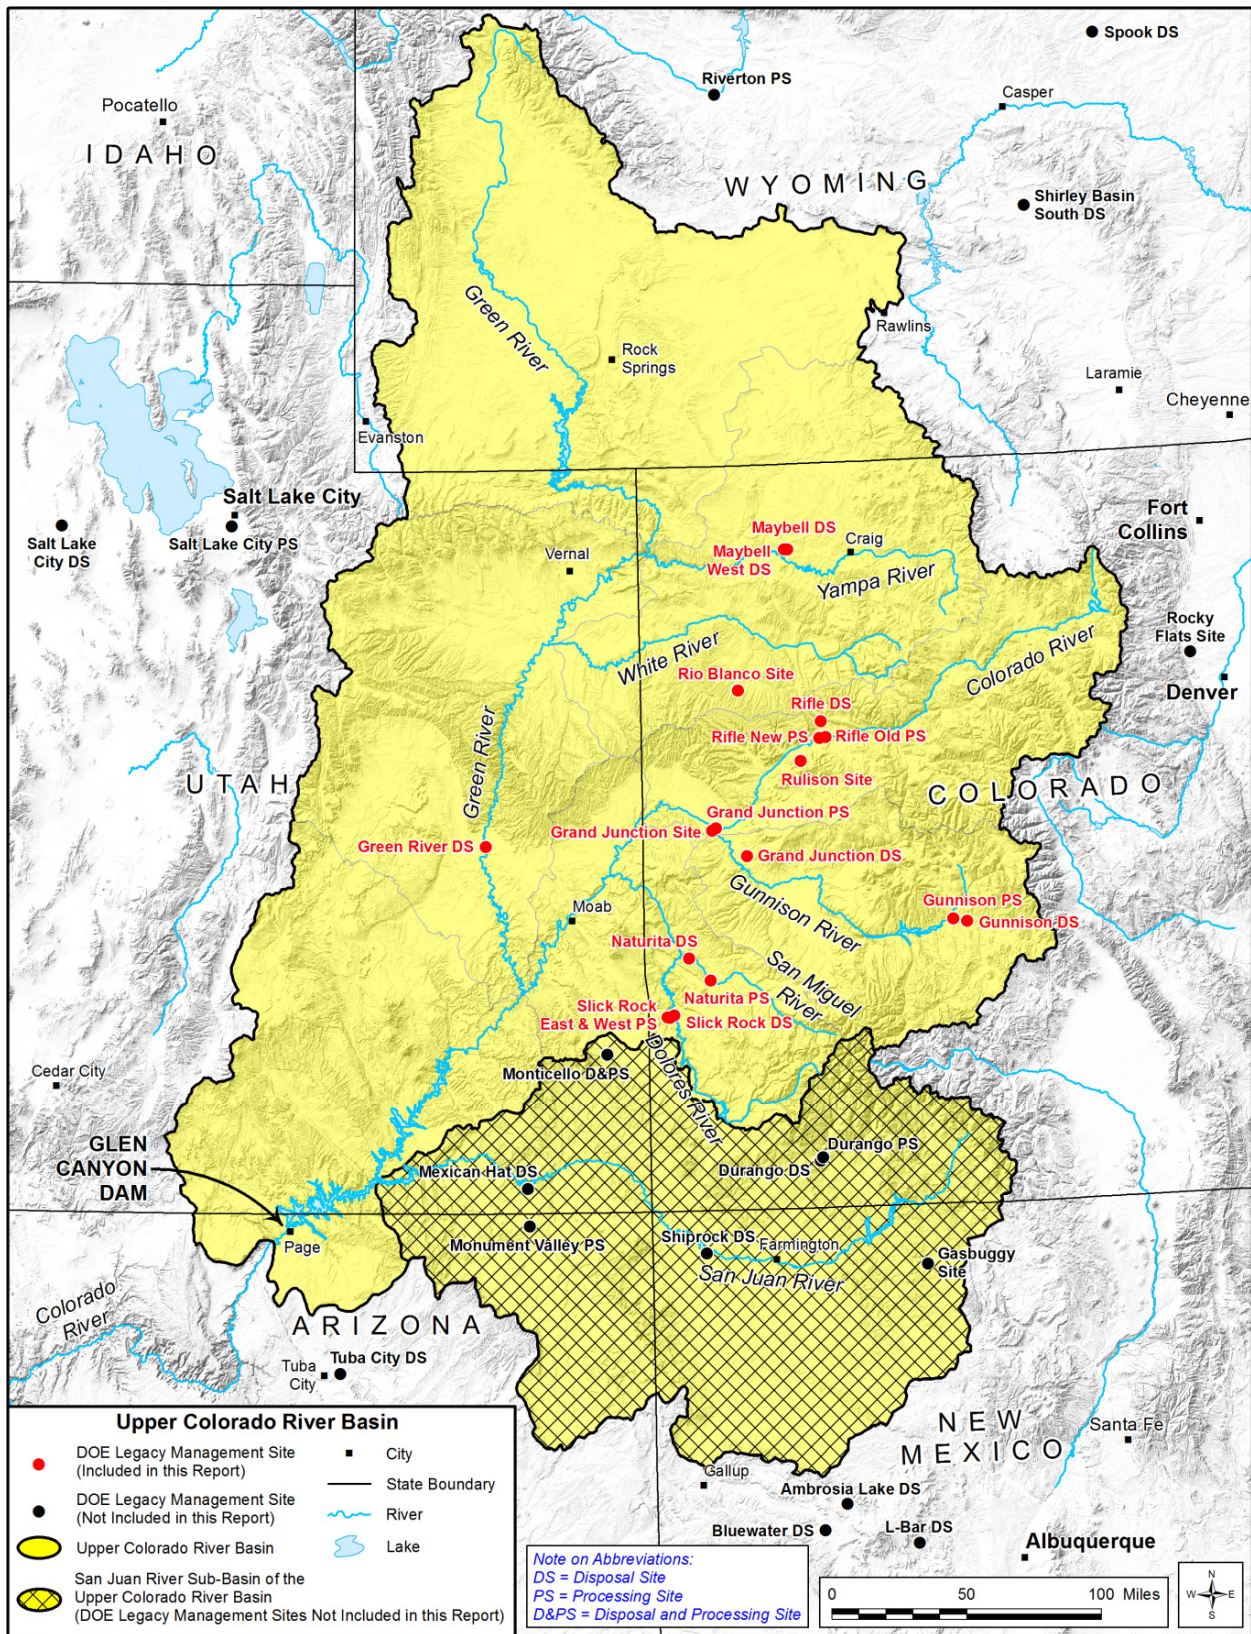 Spook DS
Riverton PS
Pocatello
Casper
IDAHO
WYOMING
Shirley Basin
South DS
Green River
Rawlins
Rock
Springs
Laramie
Cheyenne
Evanston
Salt Lake City
Salt Lake
City DS
Salt Lake City PS
Fort
Collins
Maybell DS
Maybell
West DS
Craig
Vernal
Yampa River
Rocky
Flats Site
White River
Colorado River
Rio Blanco Site
Denver
Rifle DS
Rifle New PS
Rifle Old PS
Green River
Rulison Site
UTAH
COLORADO
Grand Junction PS
Grand Junction Site
Green River DS
Grand Junction DS
Gunnison River
Gunnison PS
Gunnison DS
Moab
Naturita DS
San Miguel
River
Naturita PS
Slick Rock
East & West PS
Slick Rock DS
Dolores River
Monticello D&PS
Cedar City
GLEN
CANYON
DAM
Durango PS
Durango DS
Mexican Hat DS
Page
Monument Valley PS
Shiprock DS
Farmington
San Juan River
Gasbuggy
Site
Colorado
River
ARIZONA
Tuba
City
Tuba City DS
NEW
MEXICO
Santa Fe
Gallup
Ambrosia Lake DS
Bluewater DS
L-Bar DS
Albuquerque
Upper Colorado River Basin
DOE Legacy Management Site
(Included in this Report)
DOE Legacy Management Site
(Not Included in this Report)
Upper Colorado River Basin
San Juan River Sub-Basin of the
Upper Colorado River Basin
(DOE Legacy Management Sites Not Included in this Report)
City
State Boundary
River
Lake
Note on Abbreviations:
DS = Disposal Site
PS = Processing Site
D&PS = Disposal and Processing Site
0 50 100 Miles
N
W E
S